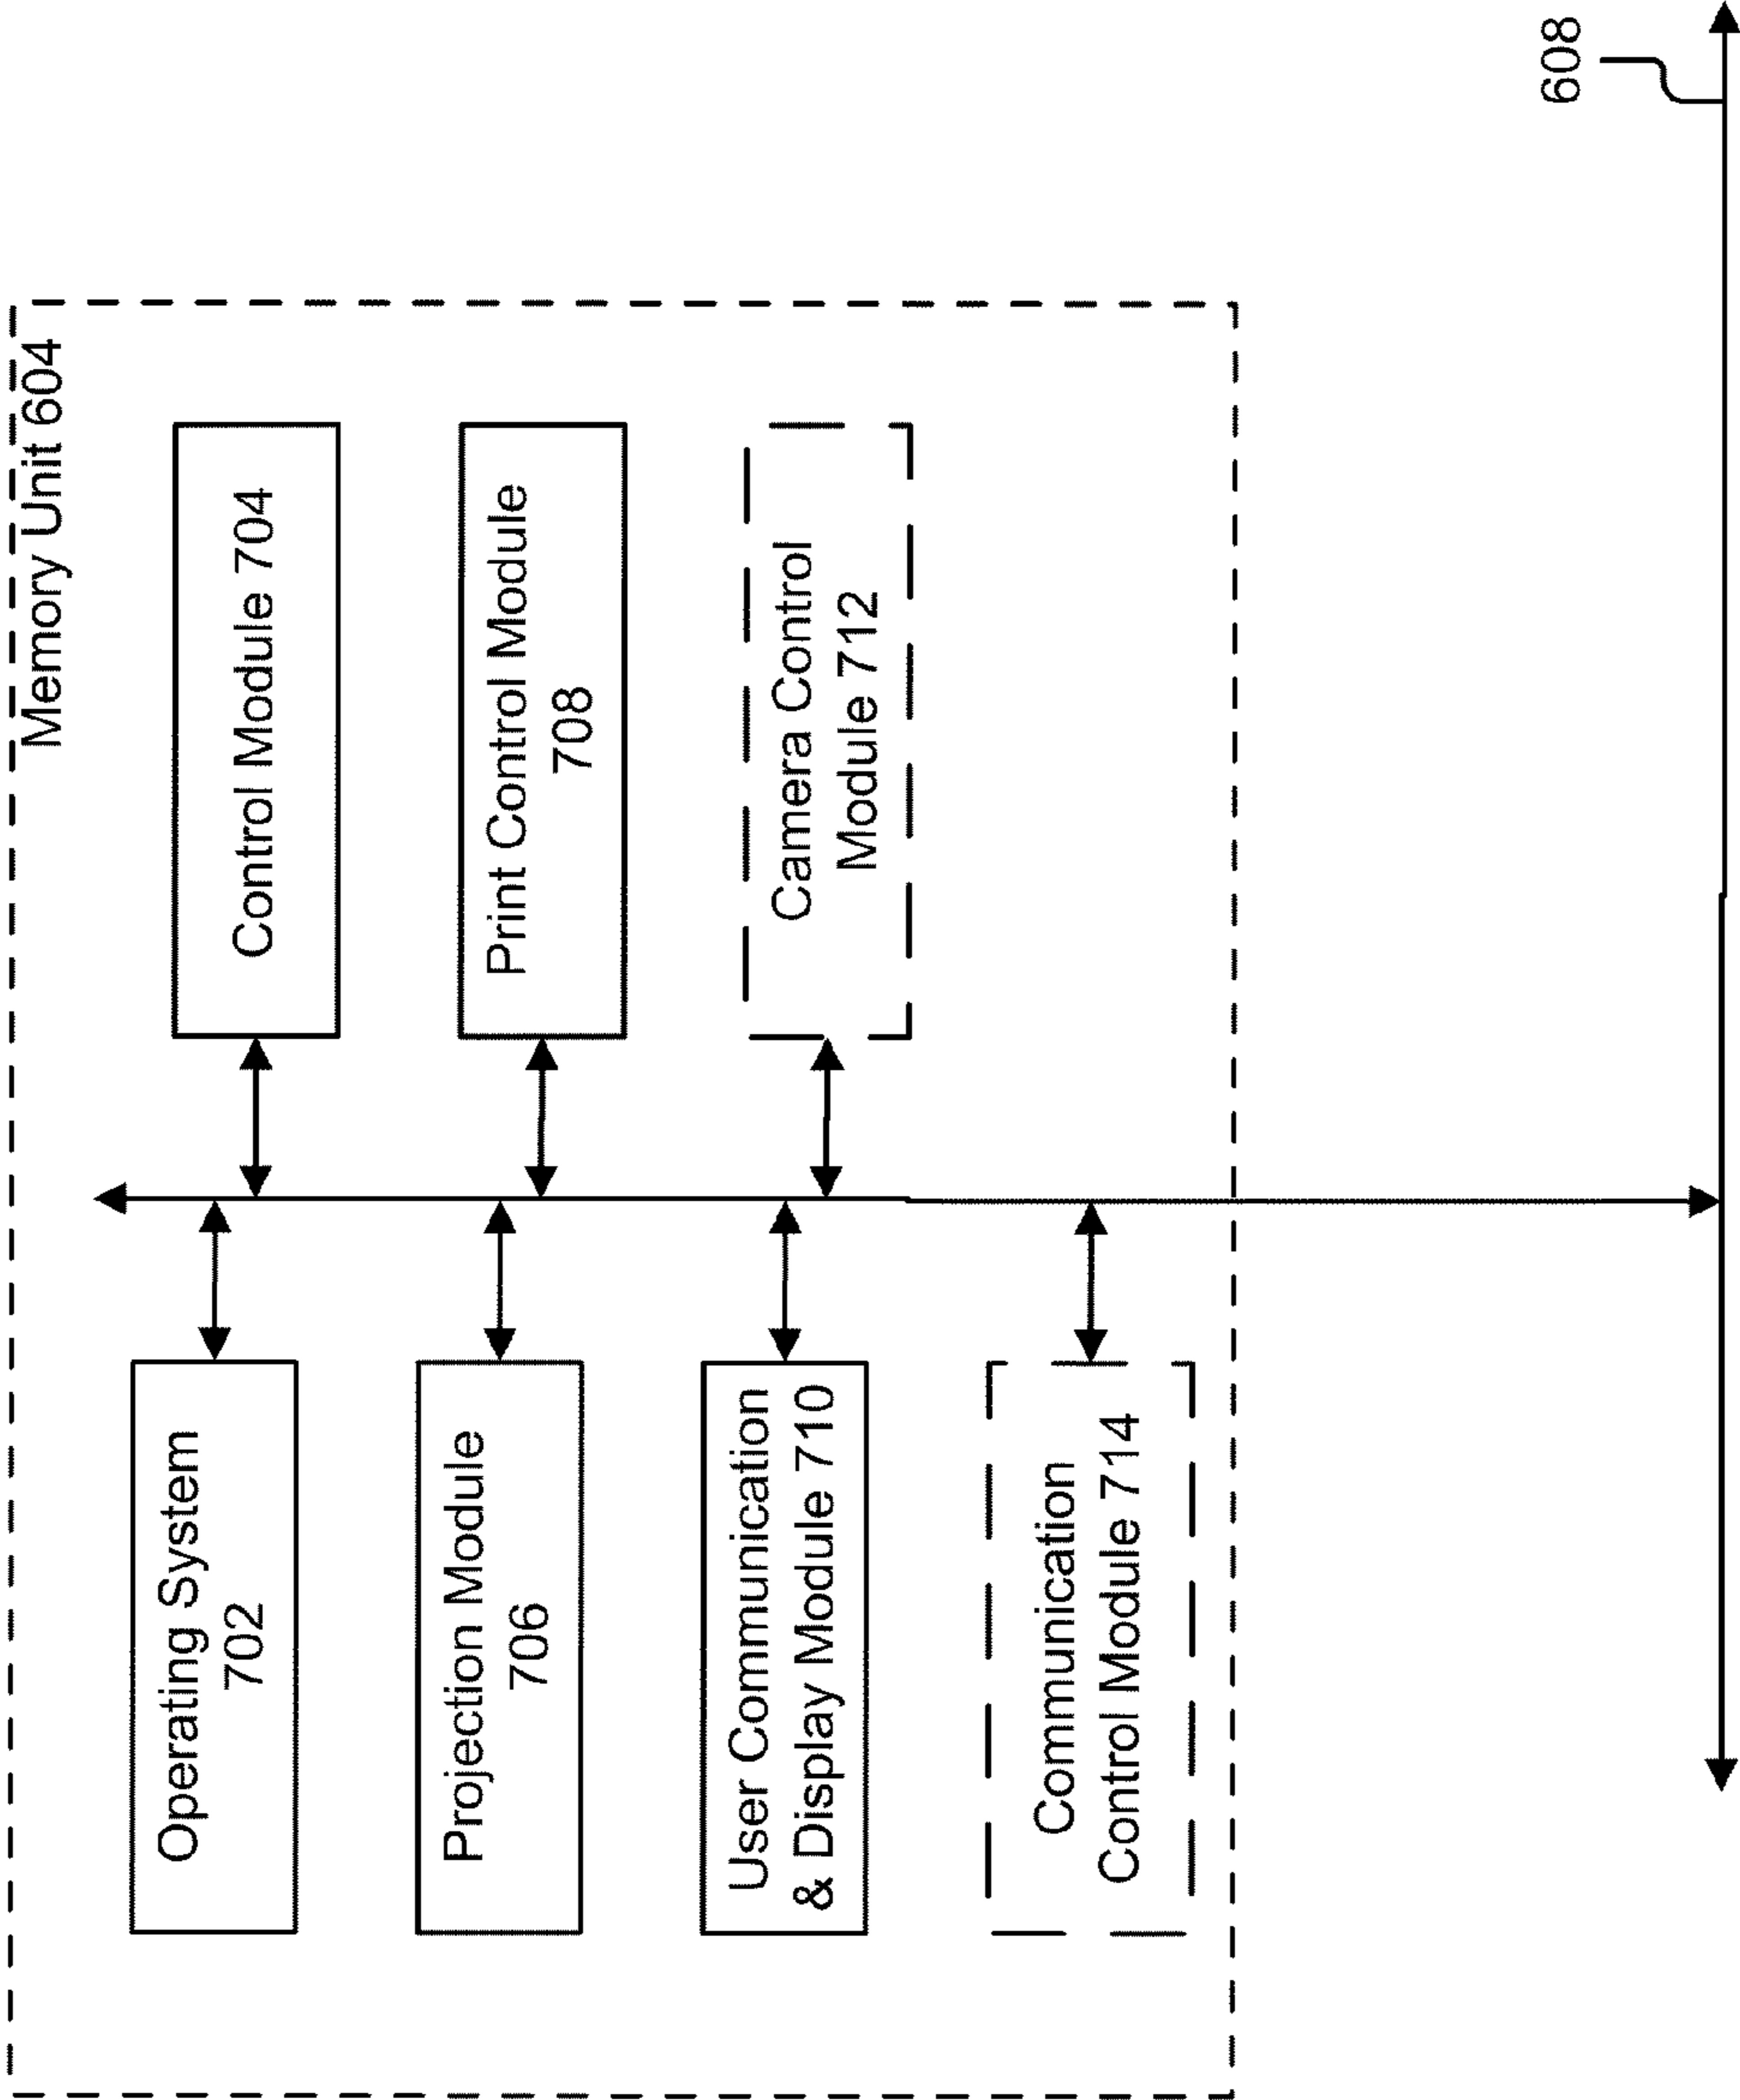 Memory Unit 604
Operating System
702
Control Module 704
Projection Module
706
Print Control Module
708
User Communication
& Display Module 710
Camera Control
Module 712
Communication
Control Module 714
608